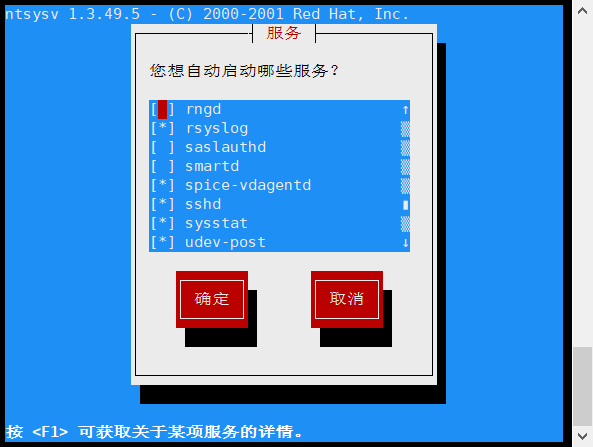 ntsysv 1.3.49.5 - (C) 2000-2001 Red Hat, Inc.
服务
您想自动启动哪些服务?
[ ] rngd ↑
[*] rsyslog
[ ] saslauthd
[ ] smartd
[*] spice-vdagentd
[*] sshd
[*] sysstat
[*] udev-post ↓
确定 取消
按 <F1> 可获取关于某项服务的详情。